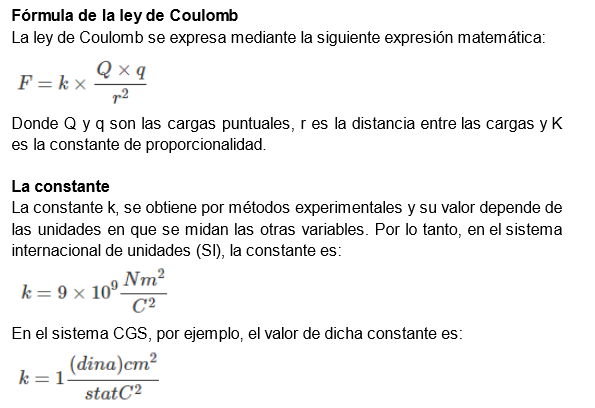 Fórmula de la ley de Coulomb
La ley de Coulomb se expresa mediante la siguiente expresión matemática:
F = k × \frac{Q × q}{r^2}
Donde Q y q son las cargas puntuales, r es la distancia entre las cargas y K
es la constante de proporcionalidad.
La constante
La constante k, se obtiene por métodos experimentales y su valor depende de
las unidades en que se midan las otras variables. Por lo tanto, en el sistema
internacional de unidades (SI), la constante es:
k = 9 × 10^9 \frac{Nm^2}{C^2}
En el sistema CGS, por ejemplo, el valor de dicha constante es:
k = 1 \frac{(dina)cm^2}{statC^2}